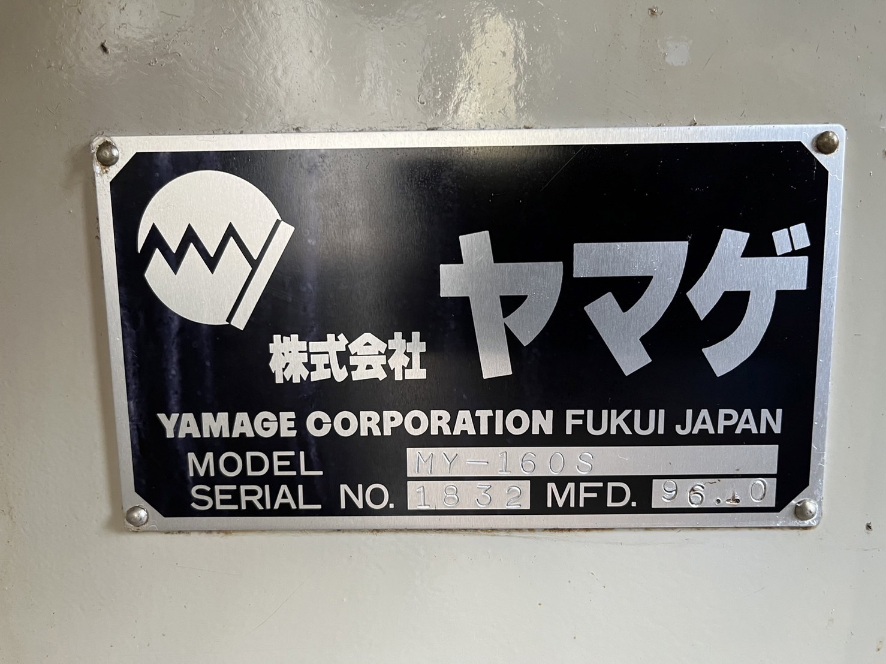 株式会社 ヤマゲ
YAMAGE CORPORATION FUKUI JAPAN
MODEL MY-160S
SERIAL NO. 1832 MFD. 96.10